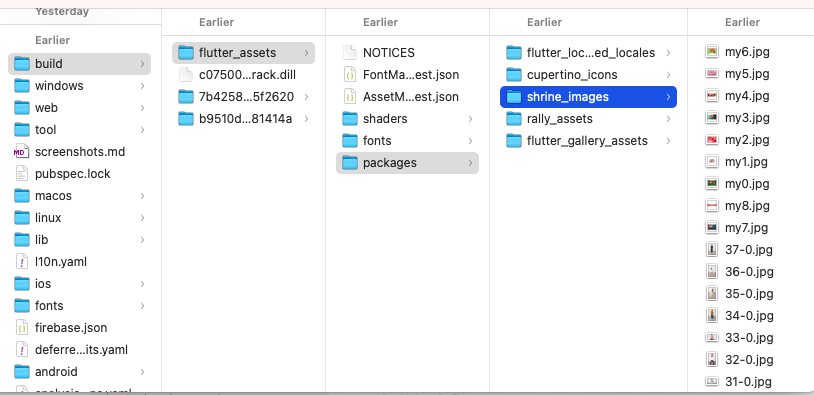 Yesterday
Earlier
build
windows
web
tool
screenshots.md
pubspec.lock
macos
linux
lib
l10n.yaml
ios
fonts
firebase.json
deferre...its.yaml
android
Earlier
flutter_assets
c07500...rack.dill
7b4258...5f2620
b9510d...81414a
Earlier
NOTICES
FontMa...est.json
AssetM...est.json
shaders
fonts
packages
Earlier
flutter_loc...ed_locales
cupertino_icons
shrine_images
rally_assets
flutter_gallery_assets
Earlier
my6.jpg
my5.jpg
my4.jpg
my3.jpg
my2.jpg
my1.jpg
my0.jpg
my8.jpg
my7.jpg
37-0.jpg
36-0.jpg
35-0.jpg
34-0.jpg
33-0.jpg
32-0.jpg
31-0.jpg